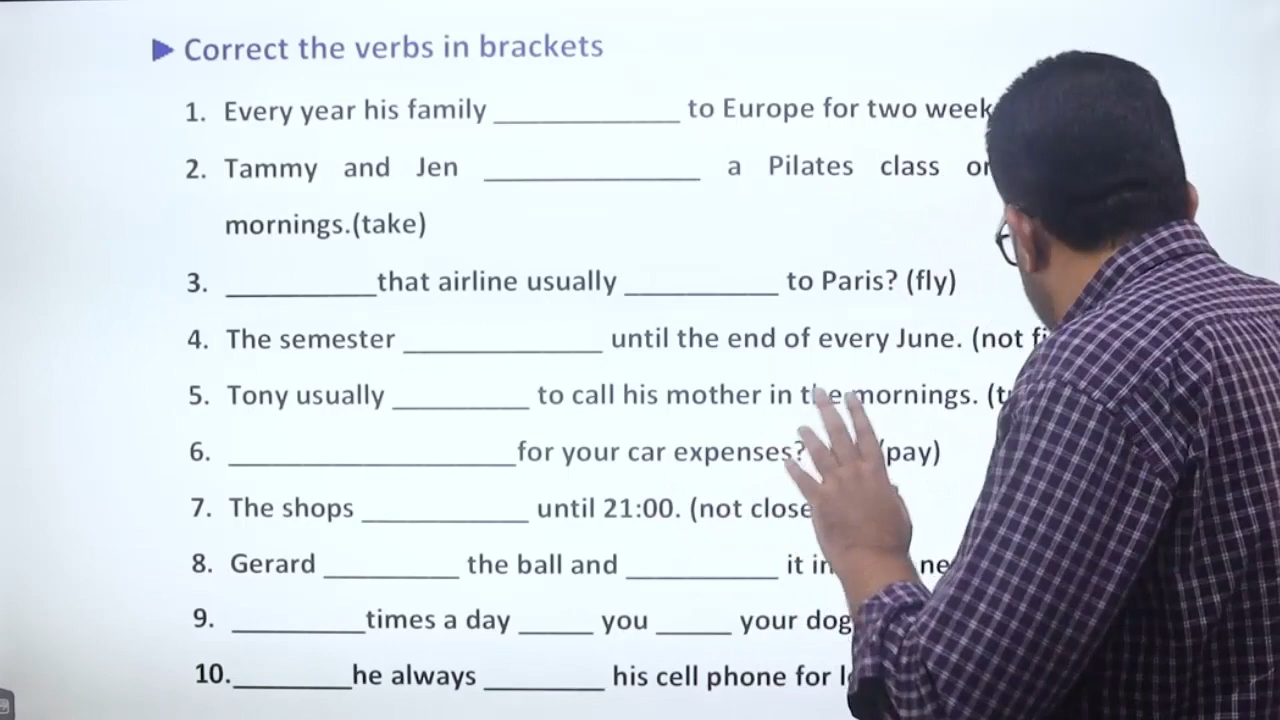 Correct the verbs in brackets
1. Every year his family ____________ to Europe for two
2. Tammy and Jen ______________ a Pilates class
mornings.(take)
3. __________that airline usually __________ to Paris? (fly)
4. The semester _____________ until the end of every June. (not
5. Tony usually _________ to call his mother in the mornings.
6. ___________________for your car expenses? (pay)
7. The shops ___________ until 21:00. (not close
8. Gerard _________ the ball and __________ it
9. _________times a day _____ you _____ your dog
10.________he always ________ his cell phone for